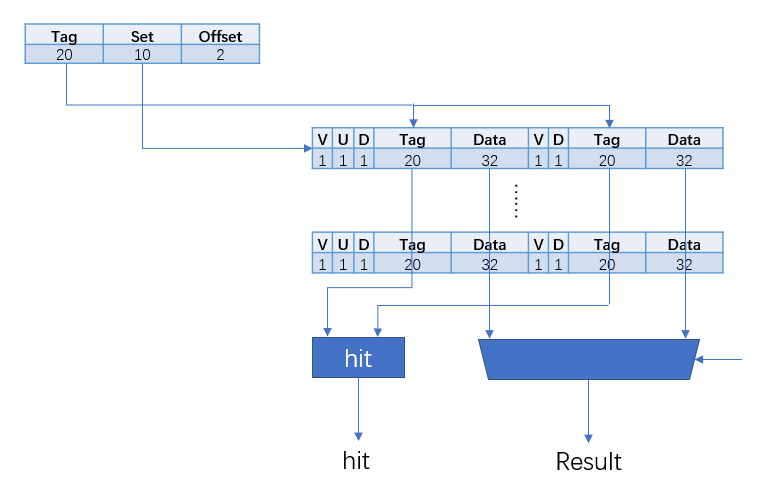 Tag Set Offset
20 10 2
V U D Tag Data V D Tag Data
1 1 1 20 32 1 1 20 32
......
V U D Tag Data V D Tag Data
1 1 1 20 32 1 1 20 32
hit
hit Result